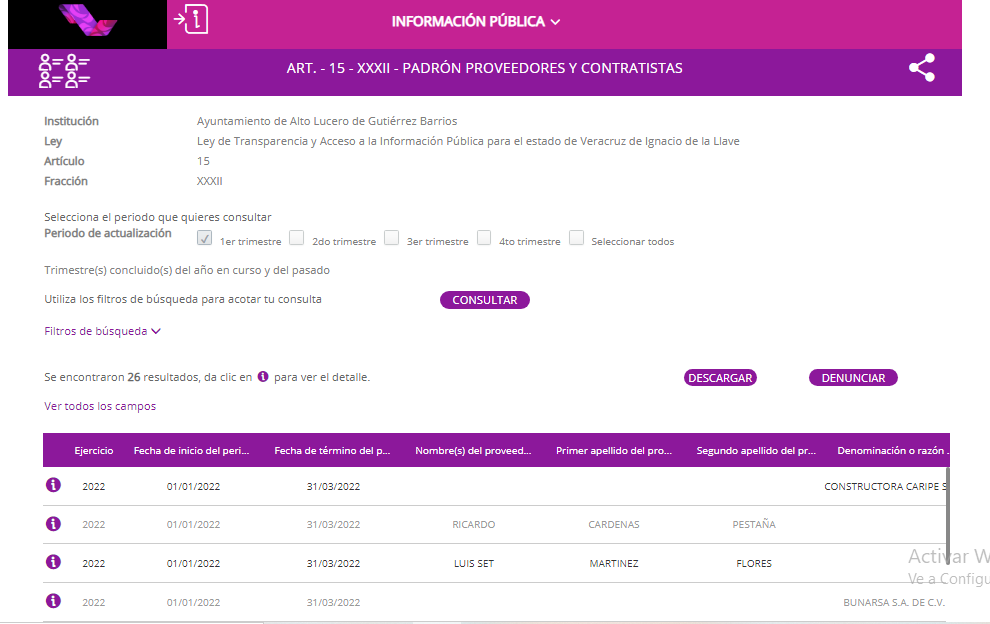 INFORMACIÓN PÚBLICA
ART. - 15 - XXXII - PADRÓN PROVEEDORES Y CONTRATISTAS
Institución Ayuntamiento de Alto Lucero de Gutiérrez Barrios
Ley Ley de Transparencia y Acceso a la Información Pública para el estado de Veracruz de Ignacio de la Llave
Artículo 15
Fracción XXXII
Selecciona el periodo que quieres consultar
Periodo de actualización 1er trimestre 2do trimestre 3er trimestre 4to trimestre Seleccionar todos
Trimestre(s) concluido(s) del año en curso y del pasado
Utiliza los filtros de búsqueda para acotar tu consulta CONSULTAR
Filtros de búsqueda
Se encontraron 26 resultados, da clic en i para ver el detalle. DESCARGAR DENUNCIAR
Ver todos los campos
Ejercicio Fecha de inicio del peri... Fecha de término del p... Nombre(s) del proveed... Primer apellido del pro... Segundo apellido del pr... Denominación o razón .
2022 01/01/2022 31/03/2022 CONSTRUCTORA CARIPE S
2022 01/01/2022 31/03/2022 RICARDO CARDENAS PESTAÑA
2022 01/01/2022 31/03/2022 LUIS SET MARTINEZ FLORES
2022 01/01/2022 31/03/2022 BUNARSA S.A. DE C.V.
Activar W
Ve a Configu